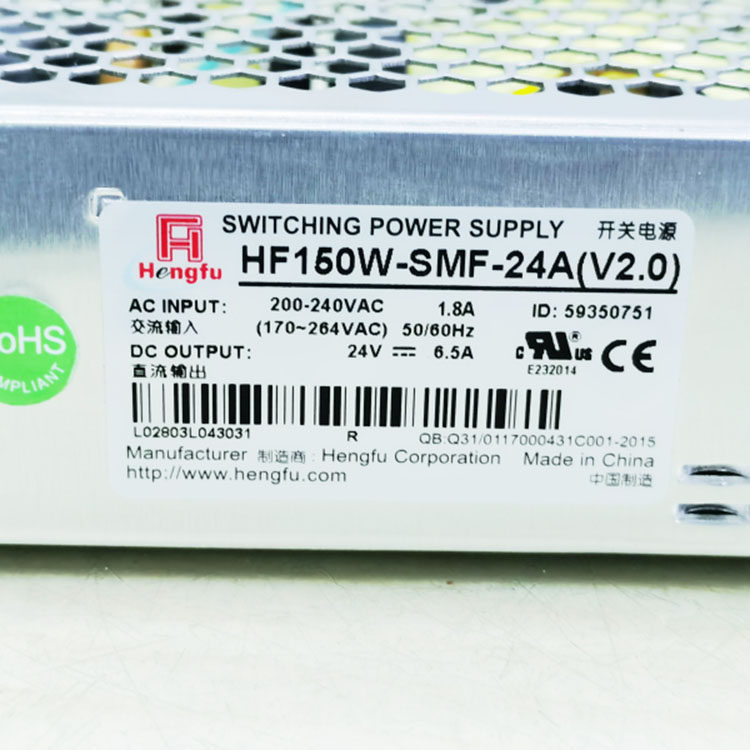 SWITCHING POWER SUPPLY 开关电源
Hengfu
HF150W-SMF-24A(V2.0)
AC INPUT: 200-240VAC 1.8A ID: 59350751
交流输入 (170~264VAC) 50/60Hz
DC OUTPUT: 24V 6.5A
直流输出
c RU® us CE
E232014
L02803L043031 R QB:Q31/0117000431C001-2015
Manufacturer 制造商: Hengfu Corporation Made in China
http://www.hengfu.com 中国制造
oHS
MPLIANT